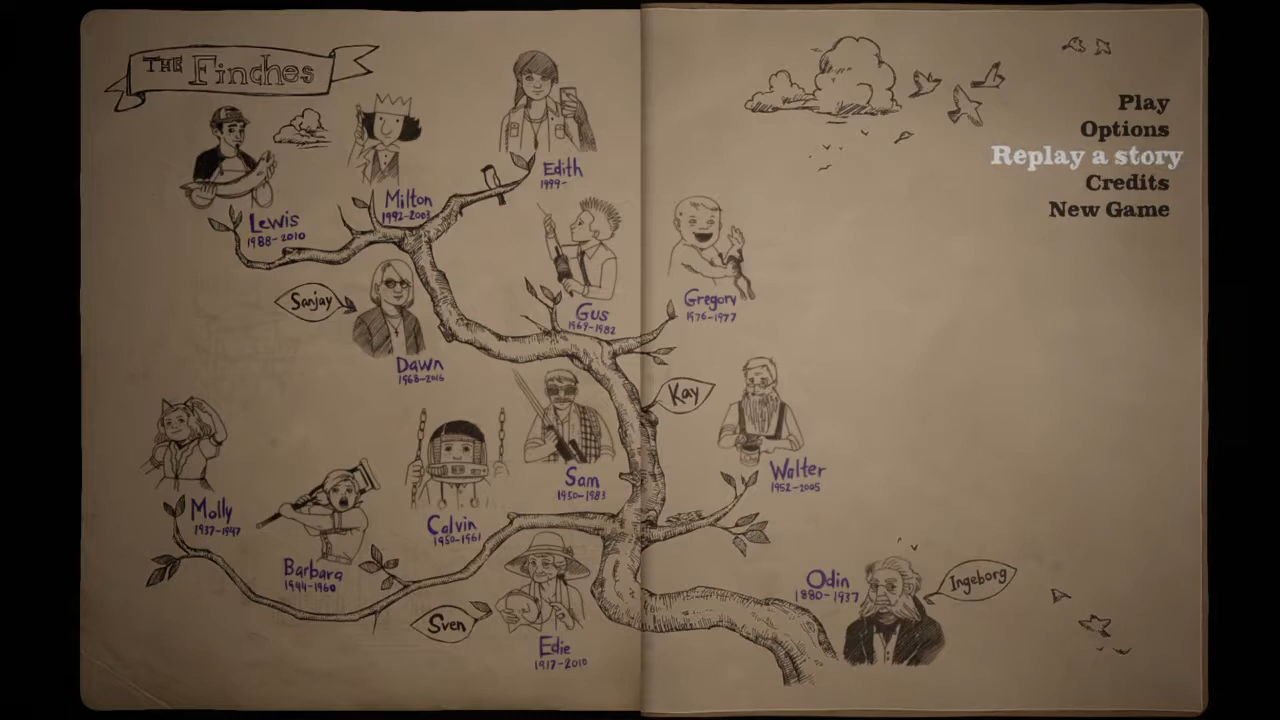 THE Finches
Edith
1999-
Milton
1992-2003
Lewis
1988-2010
Sanjay
Dawn
1968-2016
Gus
1969-1982
Gregory
1976-1977
Kay
Sam
1950-1983
Walter
1952-2005
Molly
1937-1947
Barbara
1944-1960
Calvin
1950-1961
Sven
Edie
1917-2010
Odin
1880-1937
Ingeborg
Play
Options
Replay a story
Credits
New Game